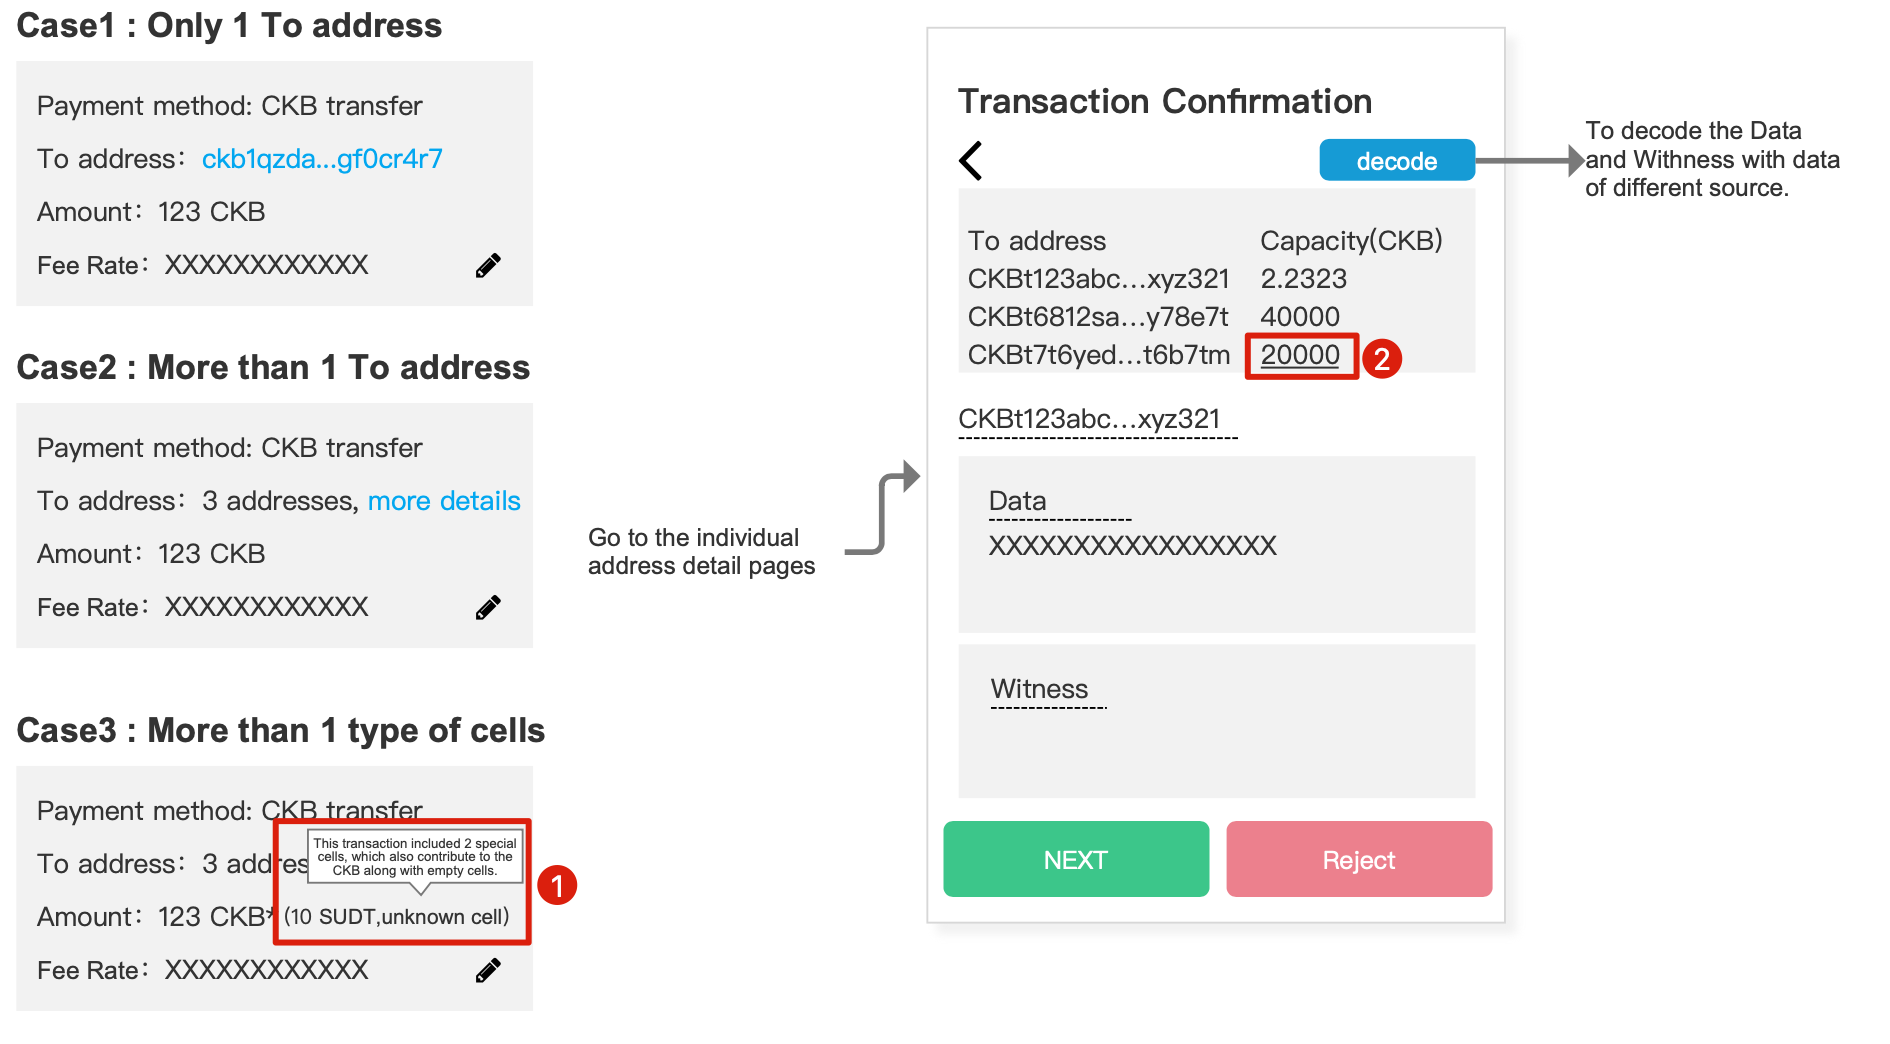 Case1 : Only 1 To address
Payment method: CKB transfer
To address： ckb1qzda...gf0cr4r7
Amount： 123 CKB
Fee Rate： XXXXXXXXXXXX
Case2 : More than 1 To address
Payment method: CKB transfer
To address： 3 addresses, more details
Amount： 123 CKB
Fee Rate： XXXXXXXXXXXX
Case3 : More than 1 type of cells
Payment method: CKB transfer
To address： 3 addres
This transaction included 2 special
cells, which also contribute to the
CKB along with empty cells.
1
Amount： 123 CKB* (10 SUDT,unknown cell)
Fee Rate： XXXXXXXXXXXX
Go to the individual
address detail pages
Transaction Confirmation
decode
To decode the Data
and Withness with data
of different source.
To address Capacity(CKB)
CKBt123abc...xyz321 2.2323
CKBt6812sa...y78e7t 40000
CKBt7t6yed...t6b7tm 20000
2
CKBt123abc...xyz321
Data
XXXXXXXXXXXXXXXXX
Witness
NEXT
Reject